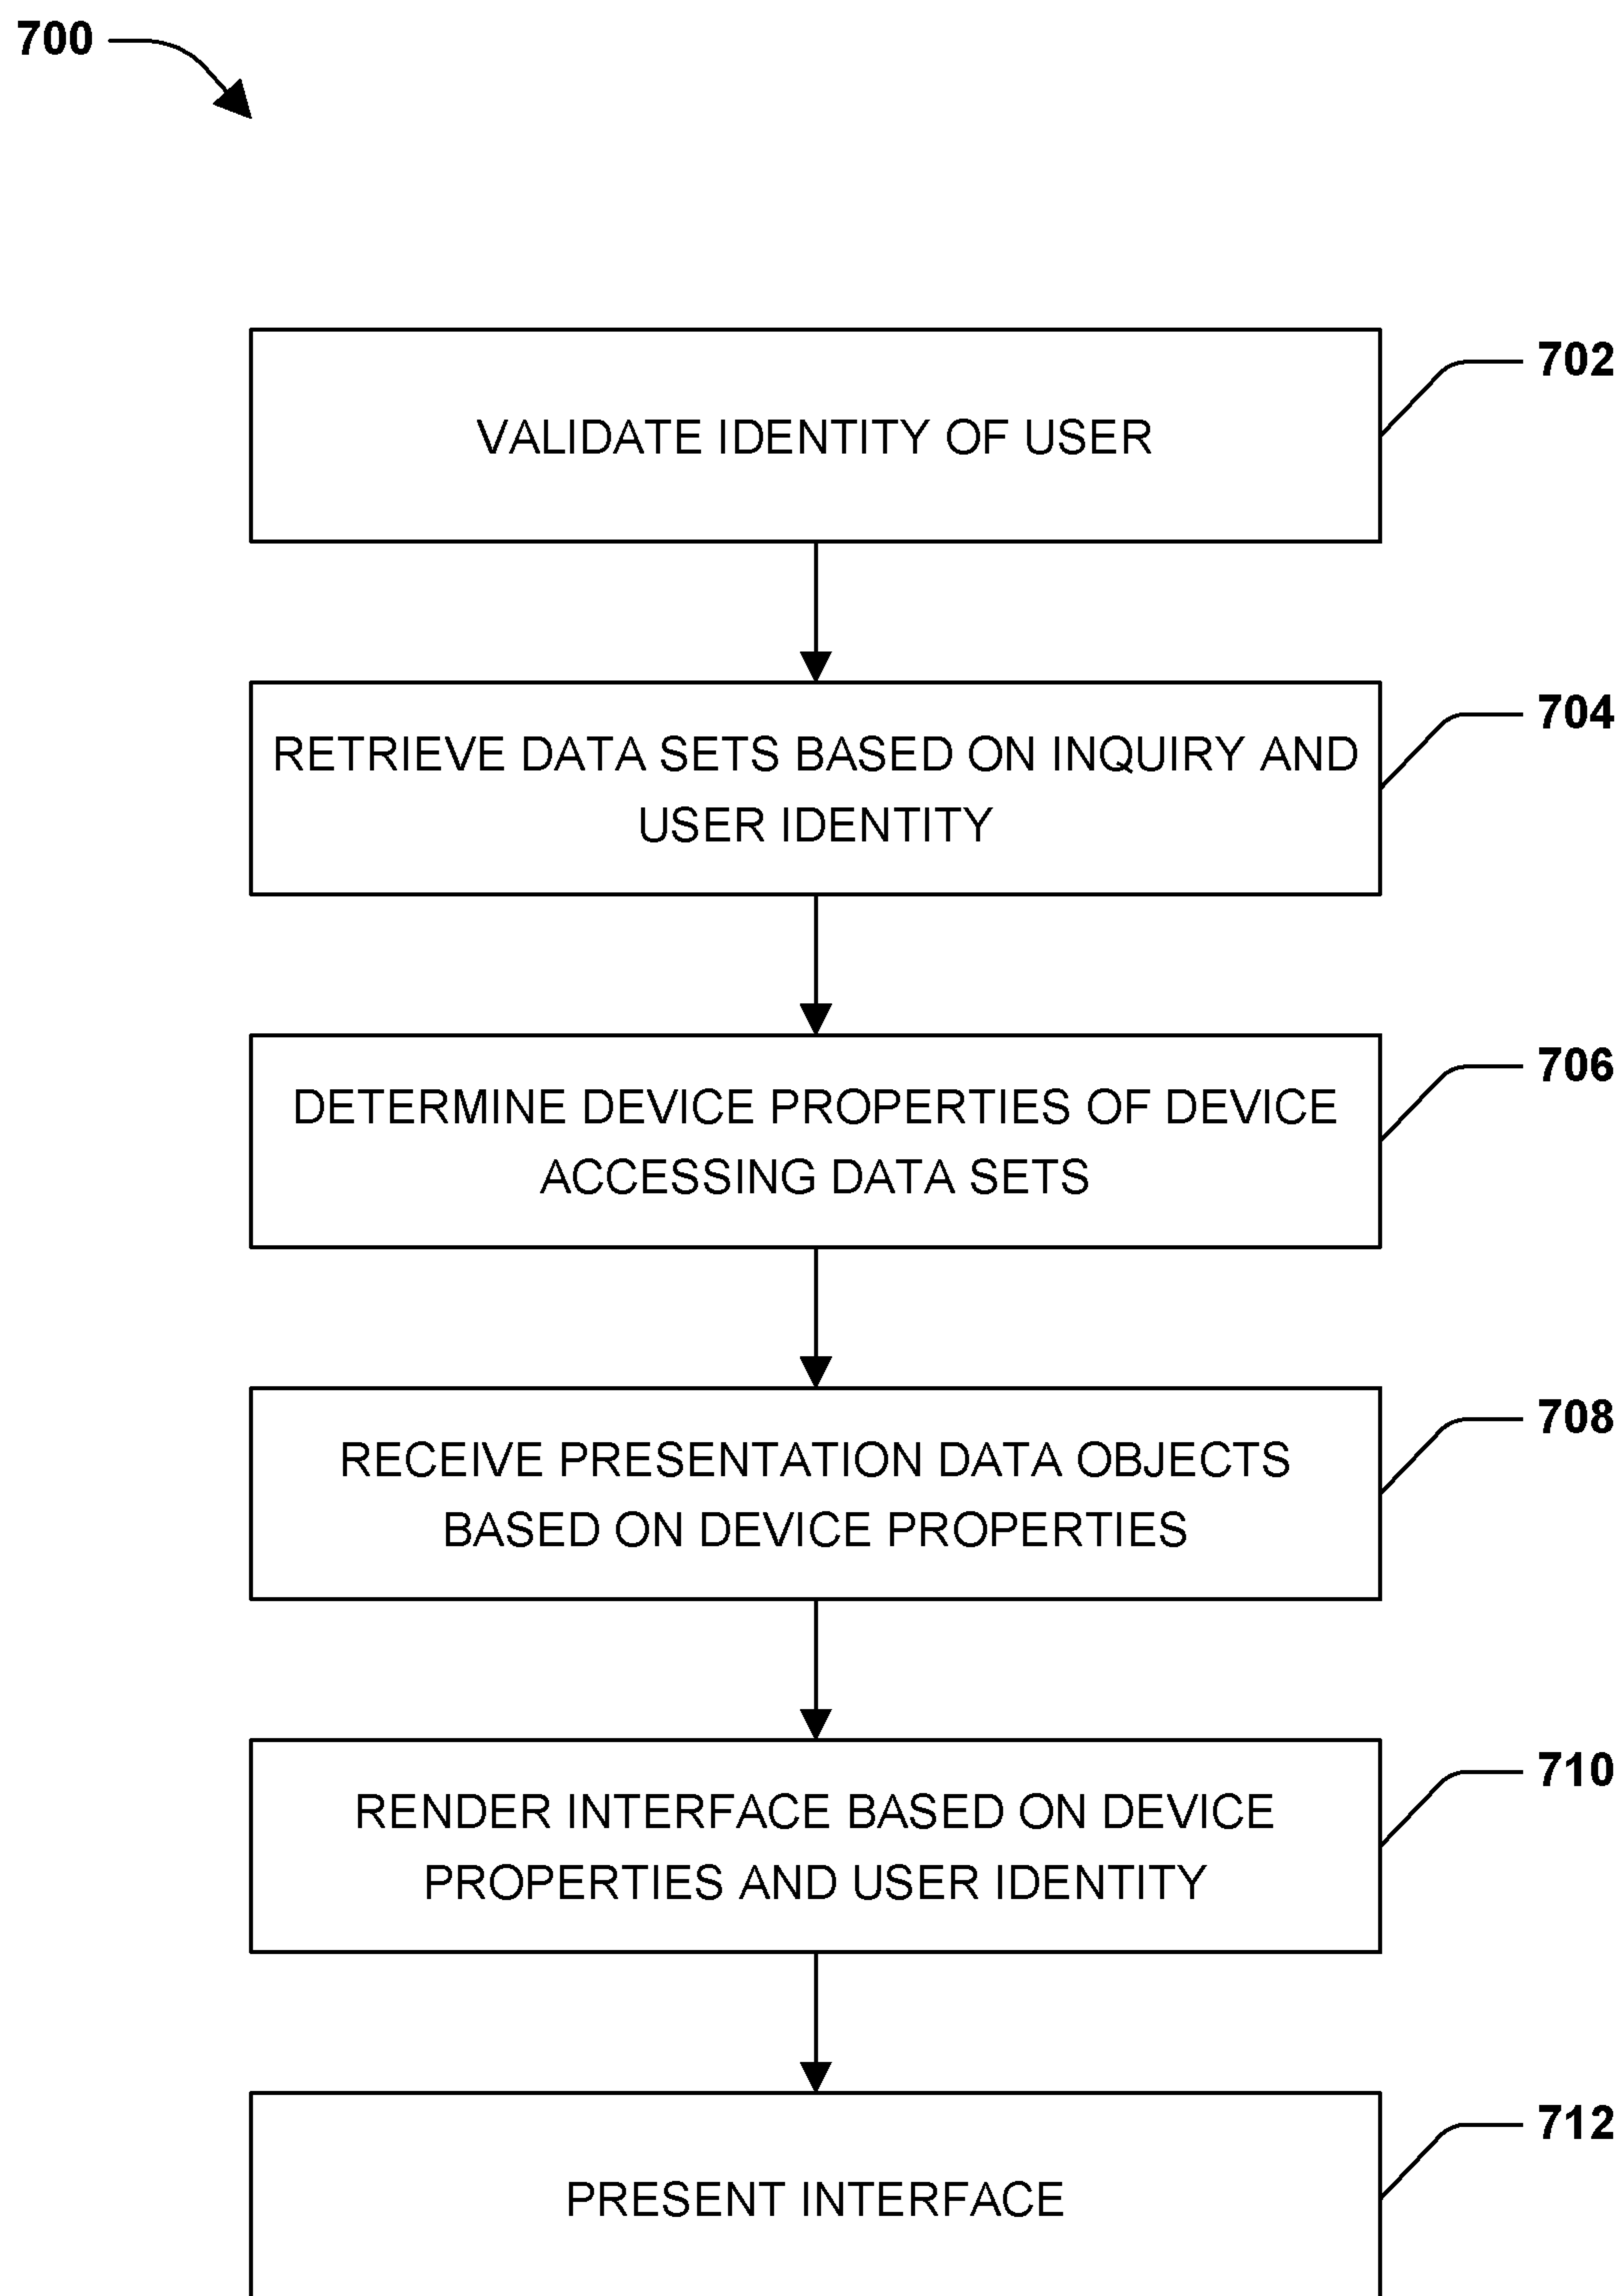 700
702
VALIDATE IDENTITY OF USER
704
RETRIEVE DATA SETS BASED ON INQUIRY AND
USER IDENTITY
706
DETERMINE DEVICE PROPERTIES OF DEVICE
ACCESSING DATA SETS
708
RECEIVE PRESENTATION DATA OBJECTS
BASED ON DEVICE PROPERTIES
710
RENDER INTERFACE BASED ON DEVICE
PROPERTIES AND USER IDENTITY
712
PRESENT INTERFACE